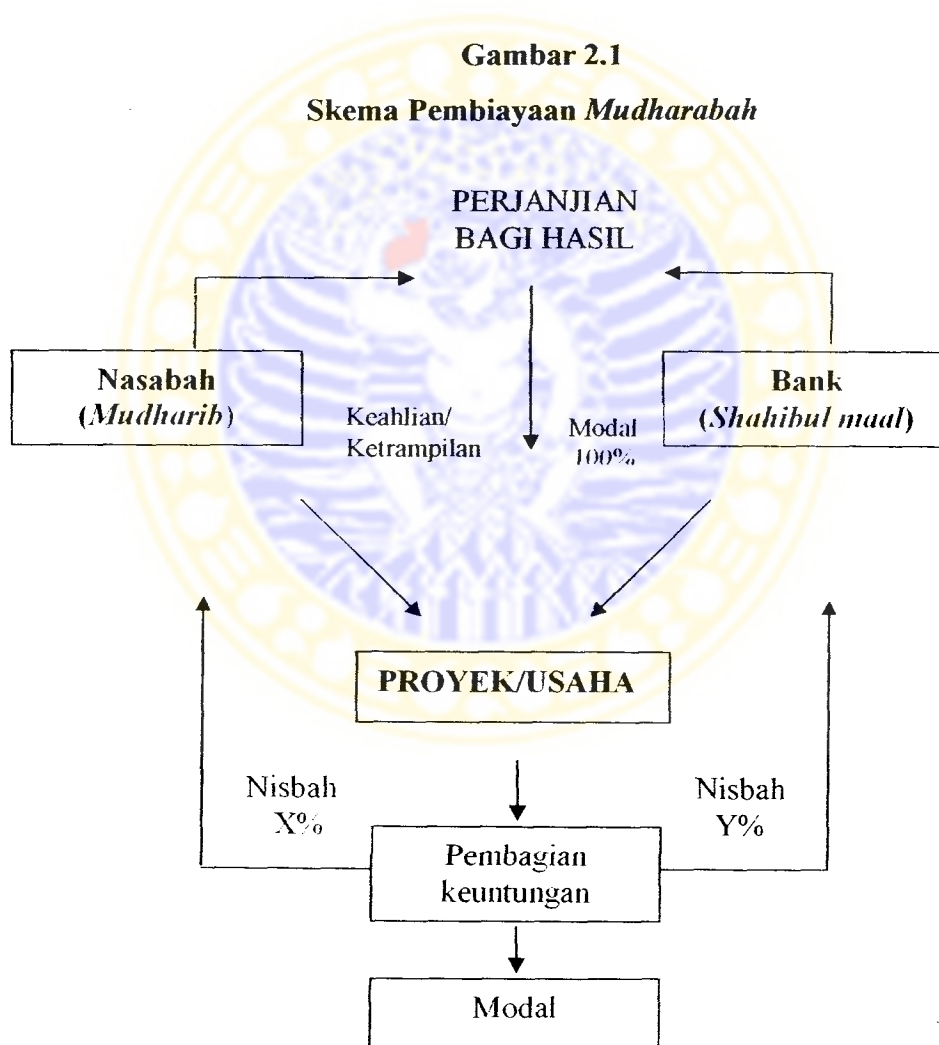 Gambar 2.1
Skema Pembiayaan Mudharabah
PERJANJIAN
BAGI HASIL
Nasabah
(Mudharib)
Keahlian/
Ketrampilan
Modal
100%
Bank
(Shahibul maal)
PROYEK/USAHA
Nisbah
X%
Nisbah
Y%
Pembagian
keuntungan
Modal